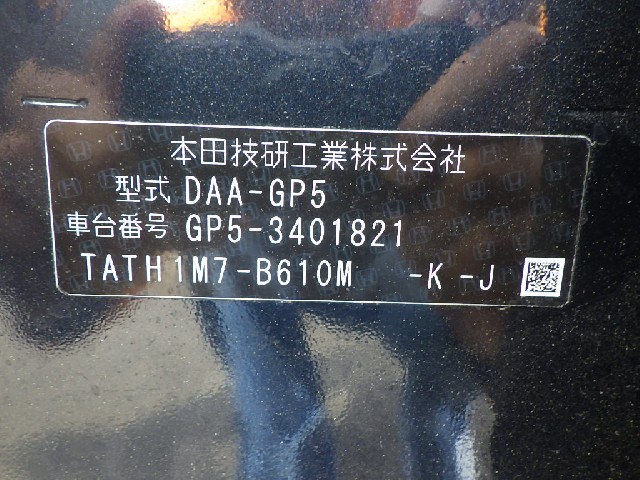 本田技研工業株式会社
型式 DAA-GP5
車台番号 GP5-3401821
TATH1M7-B610M -K-J